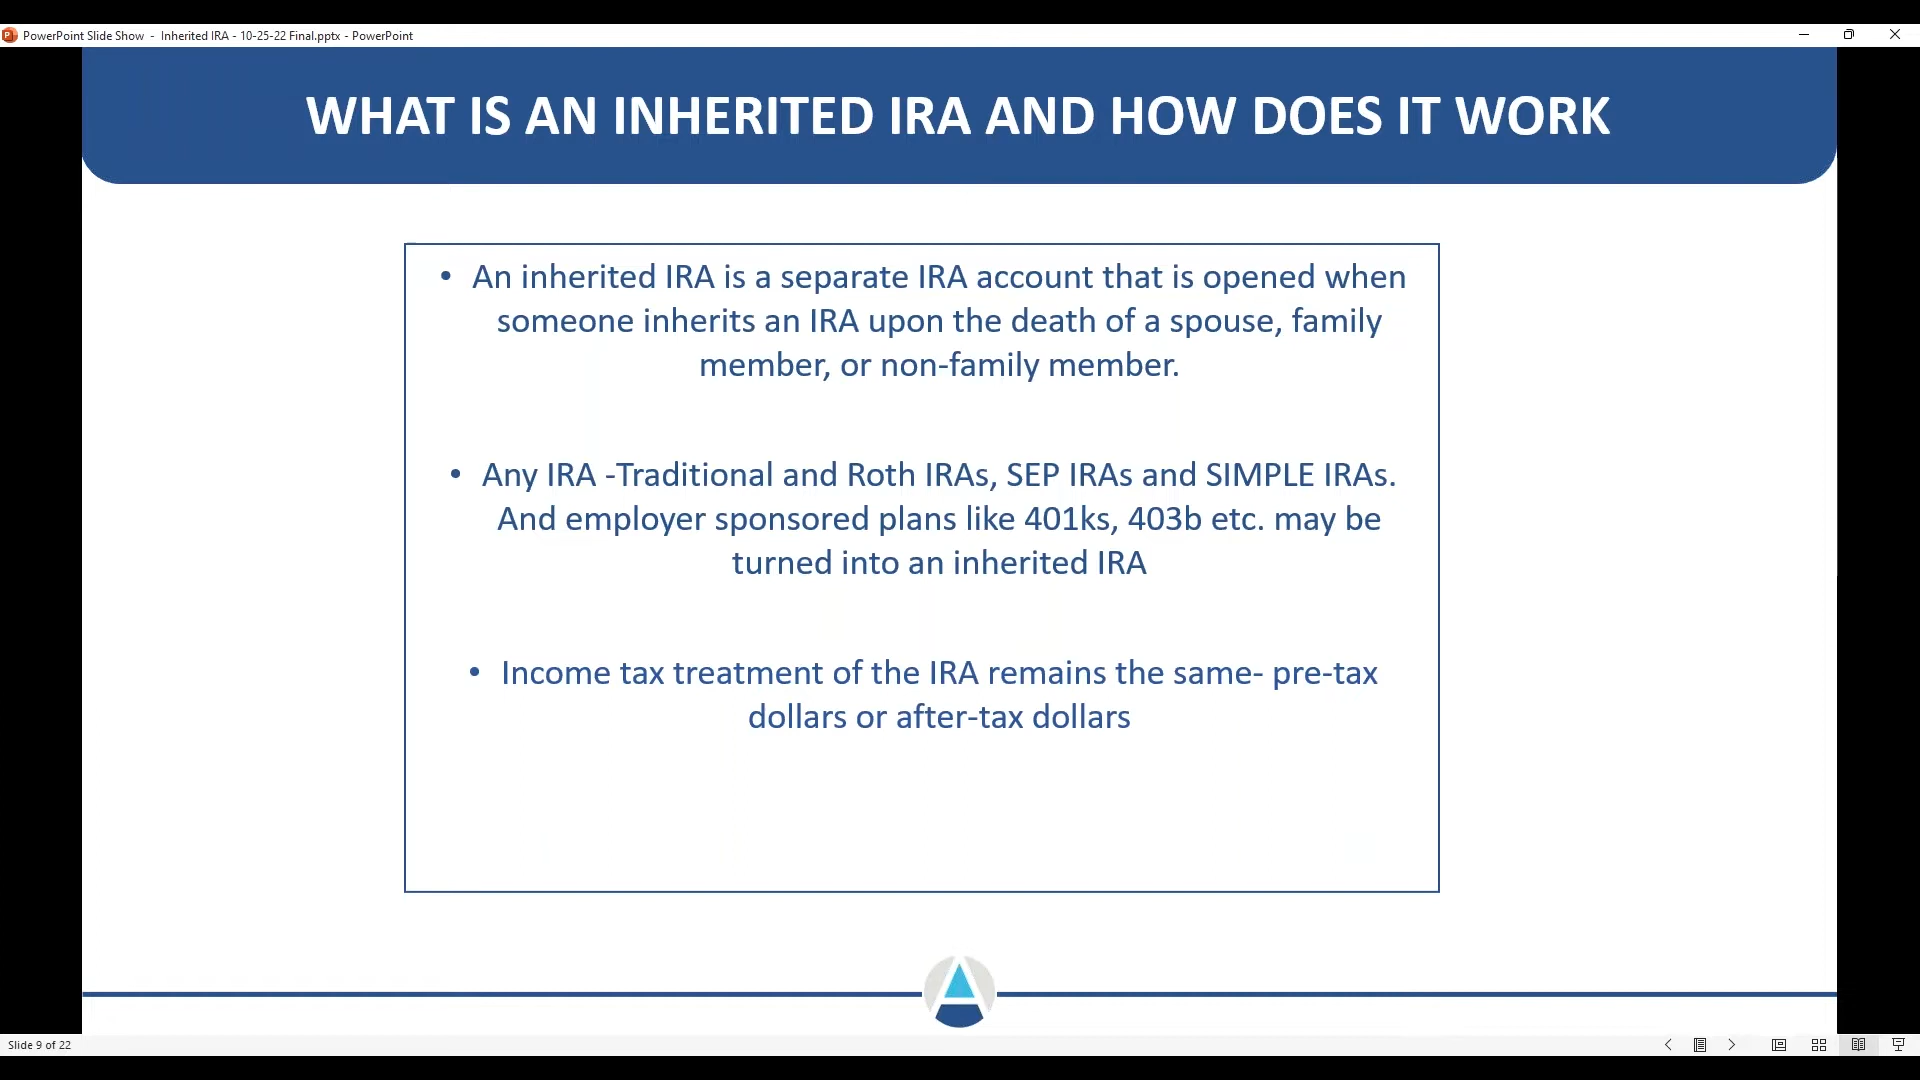 PowerPoint Slide Show - Inherited IRA - 10-25-22 Final.pptx - PowerPoint
WHAT IS AN INHERITED IRA AND HOW DOES IT WORK
• An inherited IRA is a separate IRA account that is opened when
someone inherits an IRA upon the death of a spouse, family
member, or non-family member.
• Any IRA -Traditional and Roth IRAs, SEP IRAs and SIMPLE IRAs.
And employer sponsored plans like 401ks, 403b etc. may be
turned into an inherited IRA
• Income tax treatment of the IRA remains the same- pre-tax
dollars or after-tax dollars
Slide 9 of 22